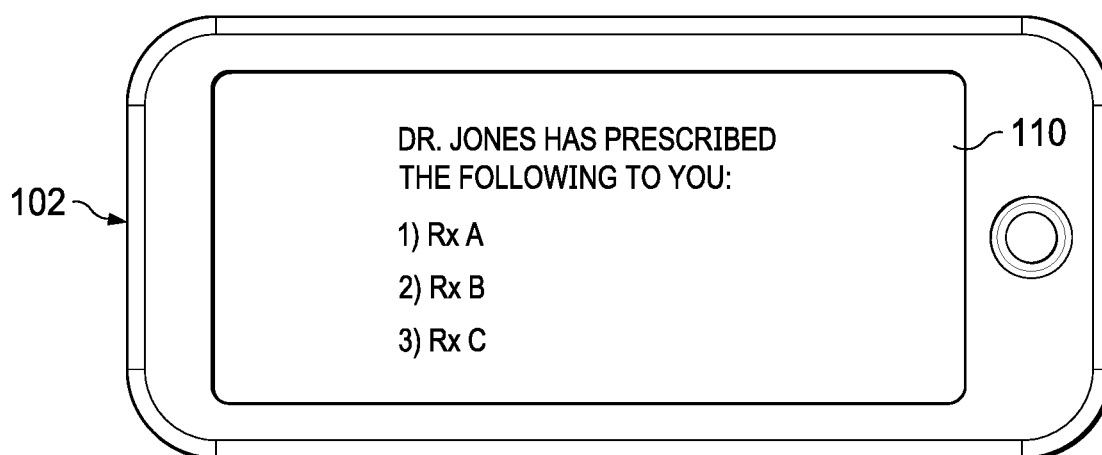 DR. JONES HAS PRESCRIBED
THE FOLLOWING TO YOU:
1) Rx A
2) Rx B
3) Rx C
110
102